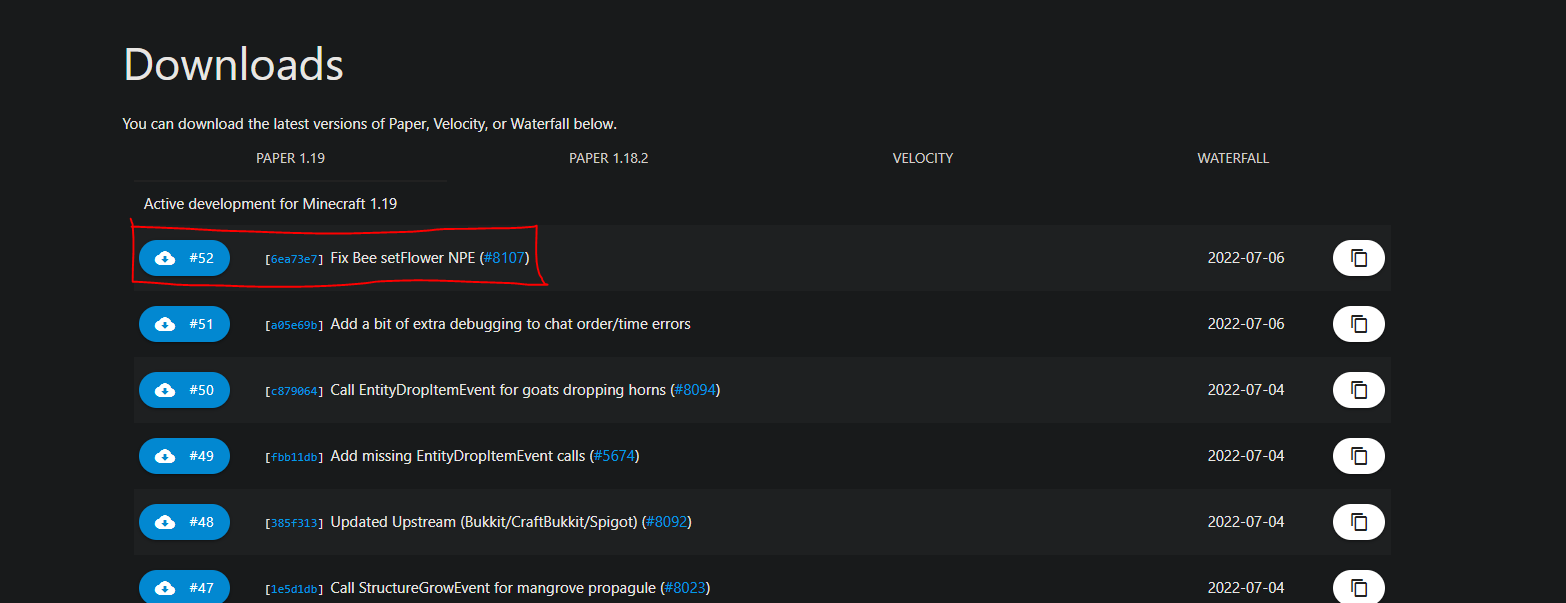 Downloads
You can download the latest versions of Paper, Velocity, or Waterfall below.
PAPER 1.19 PAPER 1.18.2 VELOCITY WATERFALL
Active development for Minecraft 1.19
#52 [6ea73e7] Fix Bee setFlower NPE (#8107) 2022-07-06
#51 [a05e69b] Add a bit of extra debugging to chat order/time errors 2022-07-06
#50 [c879064] Call EntityDropItemEvent for goats dropping horns (#8094) 2022-07-04
#49 [fbb11db] Add missing EntityDropItemEvent calls (#5674) 2022-07-04
#48 [385f313] Updated Upstream (Bukkit/CraftBukkit/Spigot) (#8092) 2022-07-04
#47 [1e5d1db] Call StructureGrowEvent for mangrove propagule (#8023) 2022-07-04